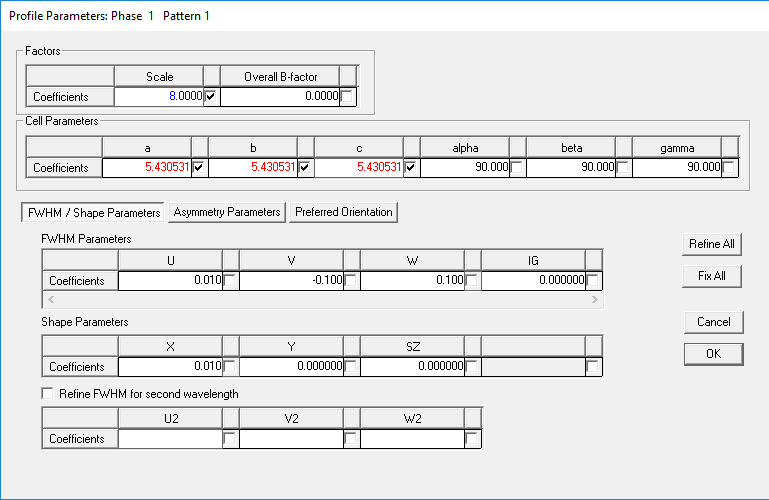 Profile Parameters: Phase 1 Pattern 1
Factors
Scale Overall B-factor
Coefficients 8.0000 0.0000
Cell Parameters
a b c alpha beta gamma
Coefficients 5.430531 5.430531 5.430531 90.000 90.000 90.000
FWHM / Shape Parameters Asymmetry Parameters Preferred Orientation
FWHM Parameters
Refine All
U V W IG
Coefficients 0.010 -0.100 0.100 0.000000
Fix All
Shape Parameters
Cancel
X Y SZ
OK
Coefficients 0.010 0.000000 0.000000
Refine FWHM for second wavelength
U2 V2 W2
Coefficients